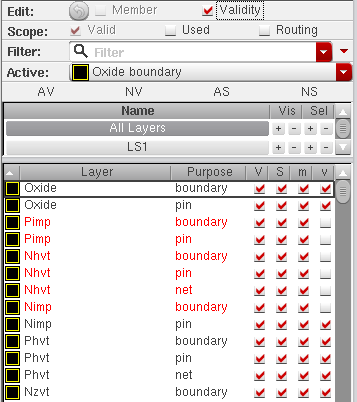 Edit: Member Validity
Scope: Valid Used Routing
Filter: Filter
Active: Oxide boundary
AV NV AS NS
Name Vis Sel
All Layers + - + -
LS1 + - + -
Layer Purpose V S m v
Oxide boundary
Oxide pin
Pimp boundary
Pimp pin
Nhvt boundary
Nhvt pin
Nhvt net
Nimp boundary
Nimp pin
Phvt boundary
Phvt pin
Phvt net
Nzvt boundary